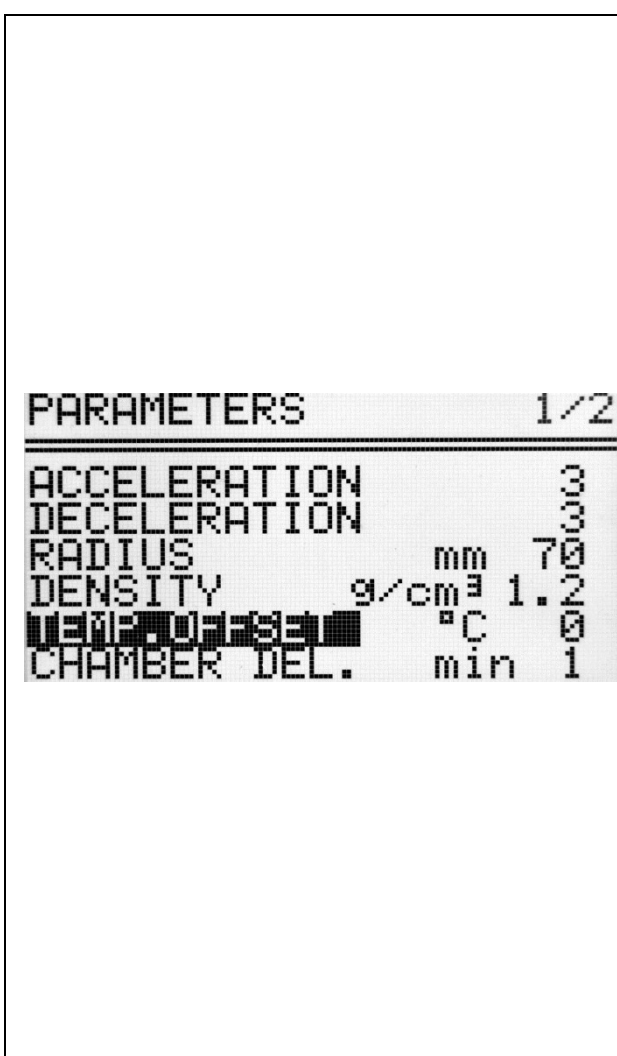 PARAMETERS 1/2
ACCELERATION 3
DECELERATION 3
RADIUS mm 70
DENSITY g/cm³ 1.2
TEMP.OFFSET °C 0
CHAMBER DEL. min 1